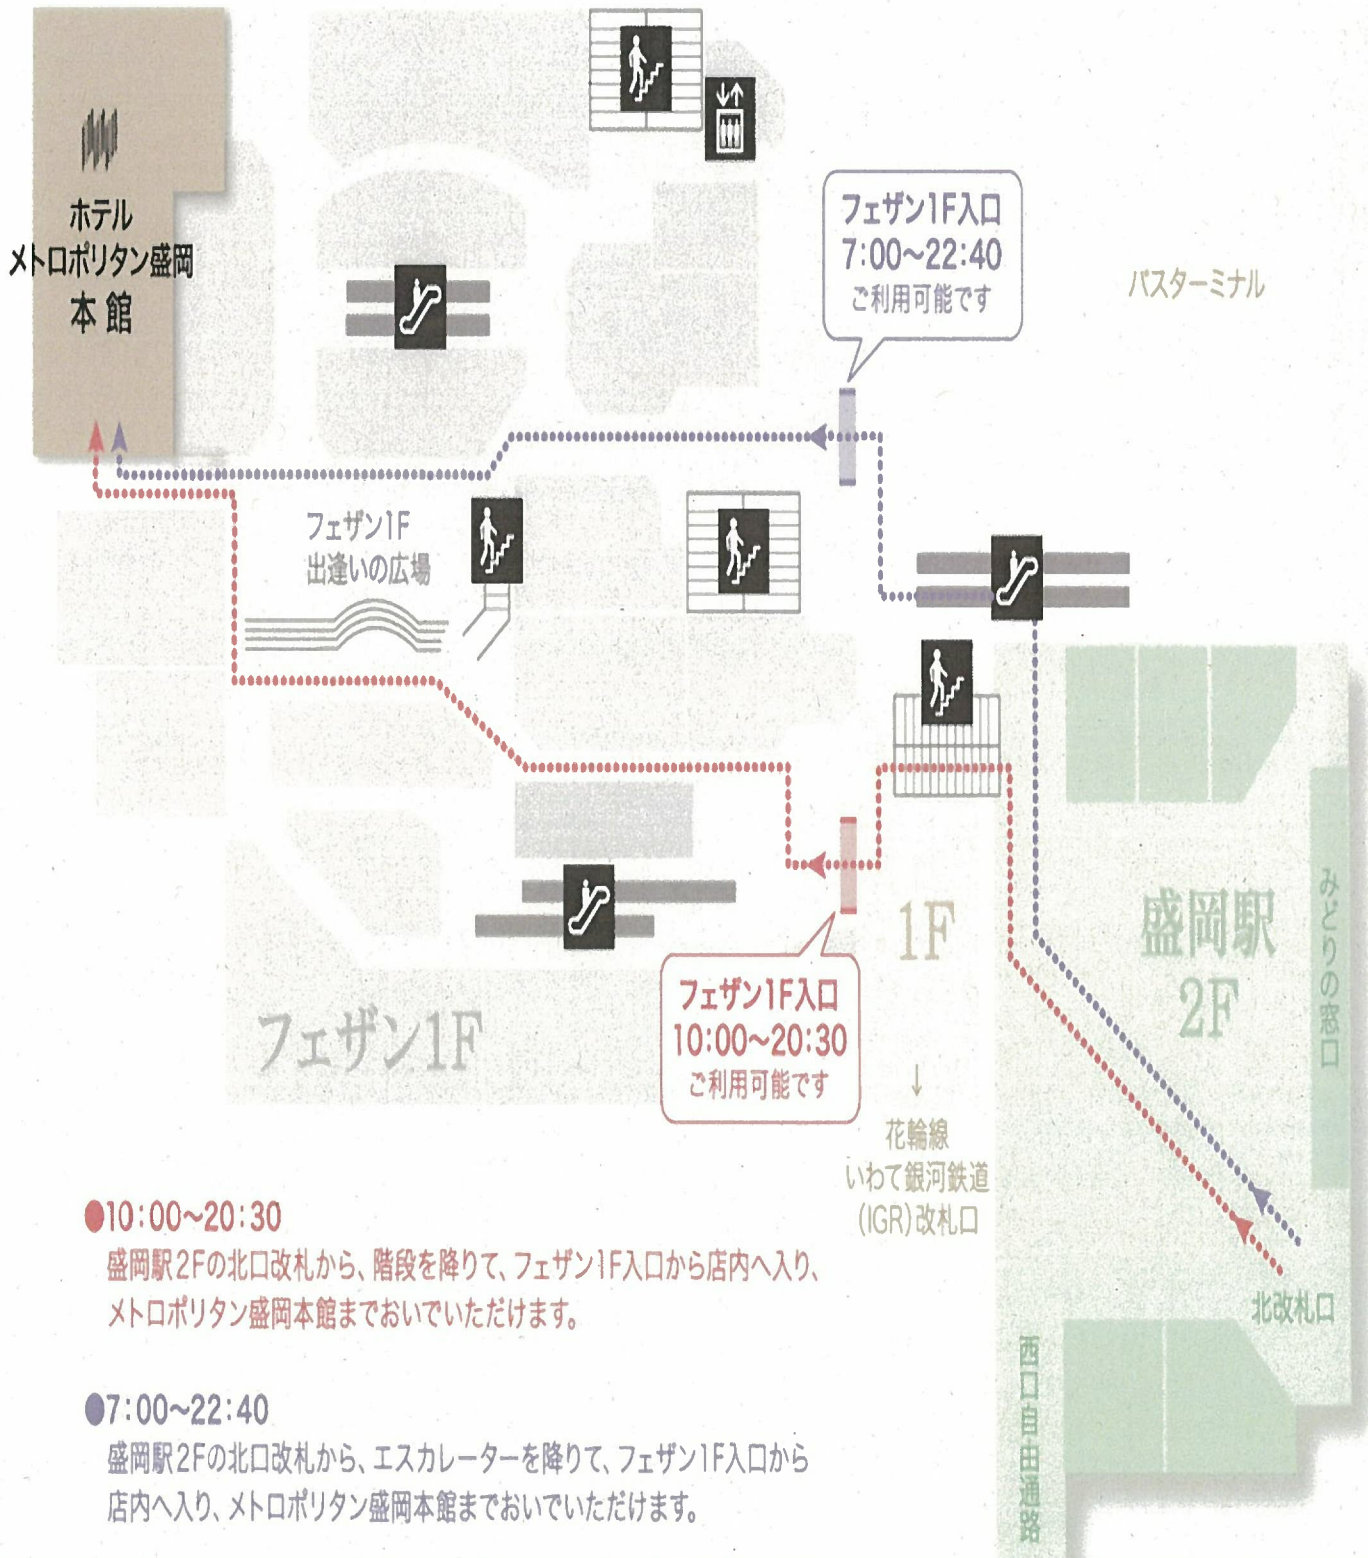 ホテル
メトロポリタン盛岡
本館
フェザン1F入口
7:00〜22:40
ご利用可能です
バスターミナル
フェザン1F
出逢いの広場
1F
盛岡駅
2F
みどりの窓口
フェザン1F
フェザン1F入口
10:00〜20:30
ご利用可能です
↓
花輪線
いわて銀河鉄道
(IGR)改札口
北改札口
西口自由通路
●10:00〜20:30
盛岡駅2Fの北口改札から、階段を降りて、フェザン1F入口から店内へ入り、
メトロポリタン盛岡本館までおいでいただけます。
●7:00〜22:40
盛岡駅2Fの北口改札から、エスカレーターを降りて、フェザン1F入口から
店内へ入り、メトロポリタン盛岡本館までおいでいただけます。